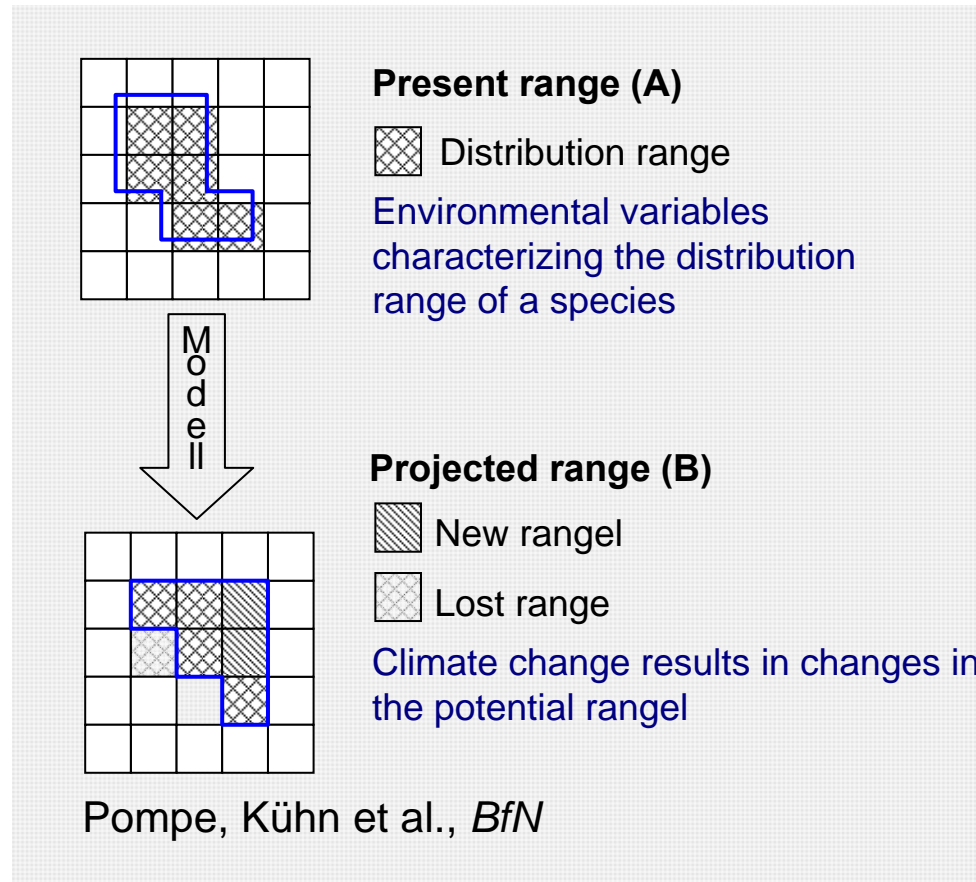 Present range (A)
Distribution range
Environmental variables
characterizing the distribution
range of a species
Modell
Projected range (B)
New rangel
Lost range
Climate change results in changes in
the potential rangel
Pompe, Kühn et al., BfN